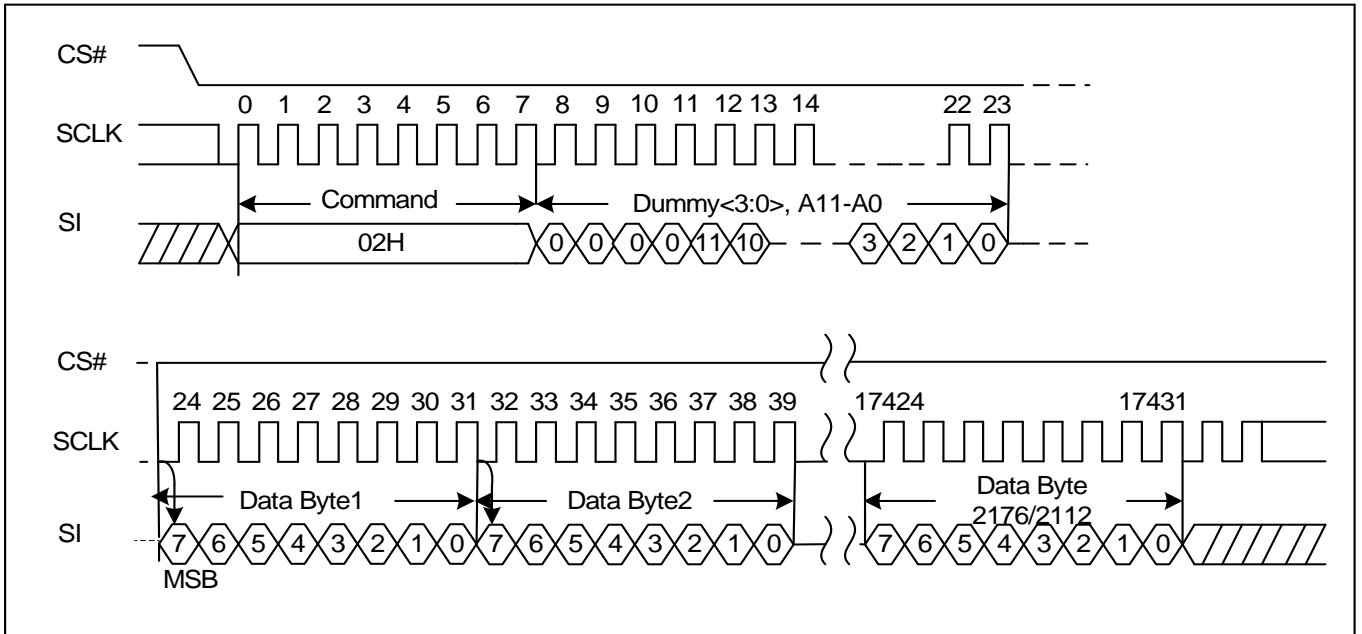 CS#
0 1 2 3 4 5 6 7 8 9 10 11 12 13 14 22 23
SCLK
Command Dummy<3:0>, A11-A0
SI
02H 0 0 0 0 11 10 3 2 1 0
CS#
24 25 26 27 28 29 30 31 32 33 34 35 36 37 38 39 17424 17431
SCLK
Data Byte1 Data Byte2 Data Byte
2176/2112
SI 7 6 5 4 3 2 1 0 7 6 5 4 3 2 1 0 7 6 5 4 3 2 1 0
MSB